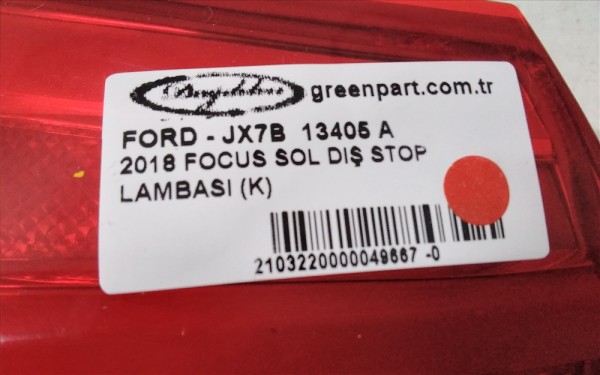 greenpart.com.tr
FORD - JX7B 13405 A
2018 FOCUS SOL DIŞ STOP
LAMBASI (K)
2103220000049667 -0